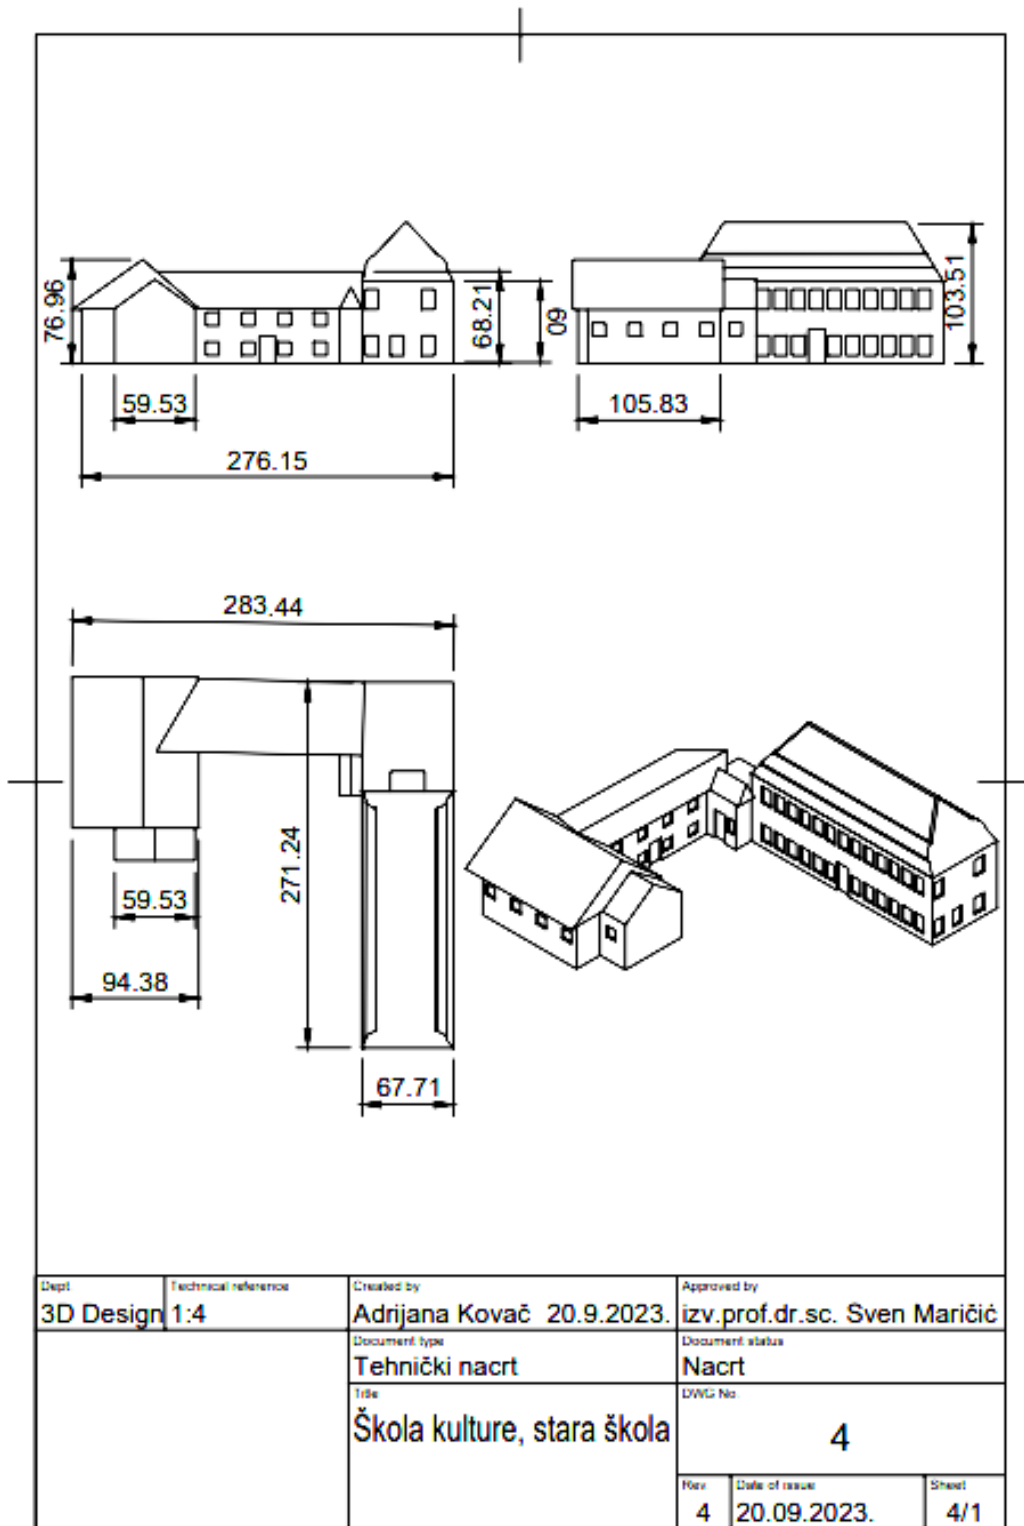 76.96
59.53
276.15
68.21
60
105.83
103.51
283.44
271.24
59.53
94.38
67.71
Dept.
Technical reference
Created by
Approved by
3D Design
1:4
Adrijana Kovač 20.9.2023.
izv.prof.dr.sc. Sven Maričić
Document type
Document status
Tehnički nacrt
Nacrt
Title
DWG No.
Škola kulture, stara škola
4
Rev.
Date of issue
Sheet
4
20.09.2023.
4/1